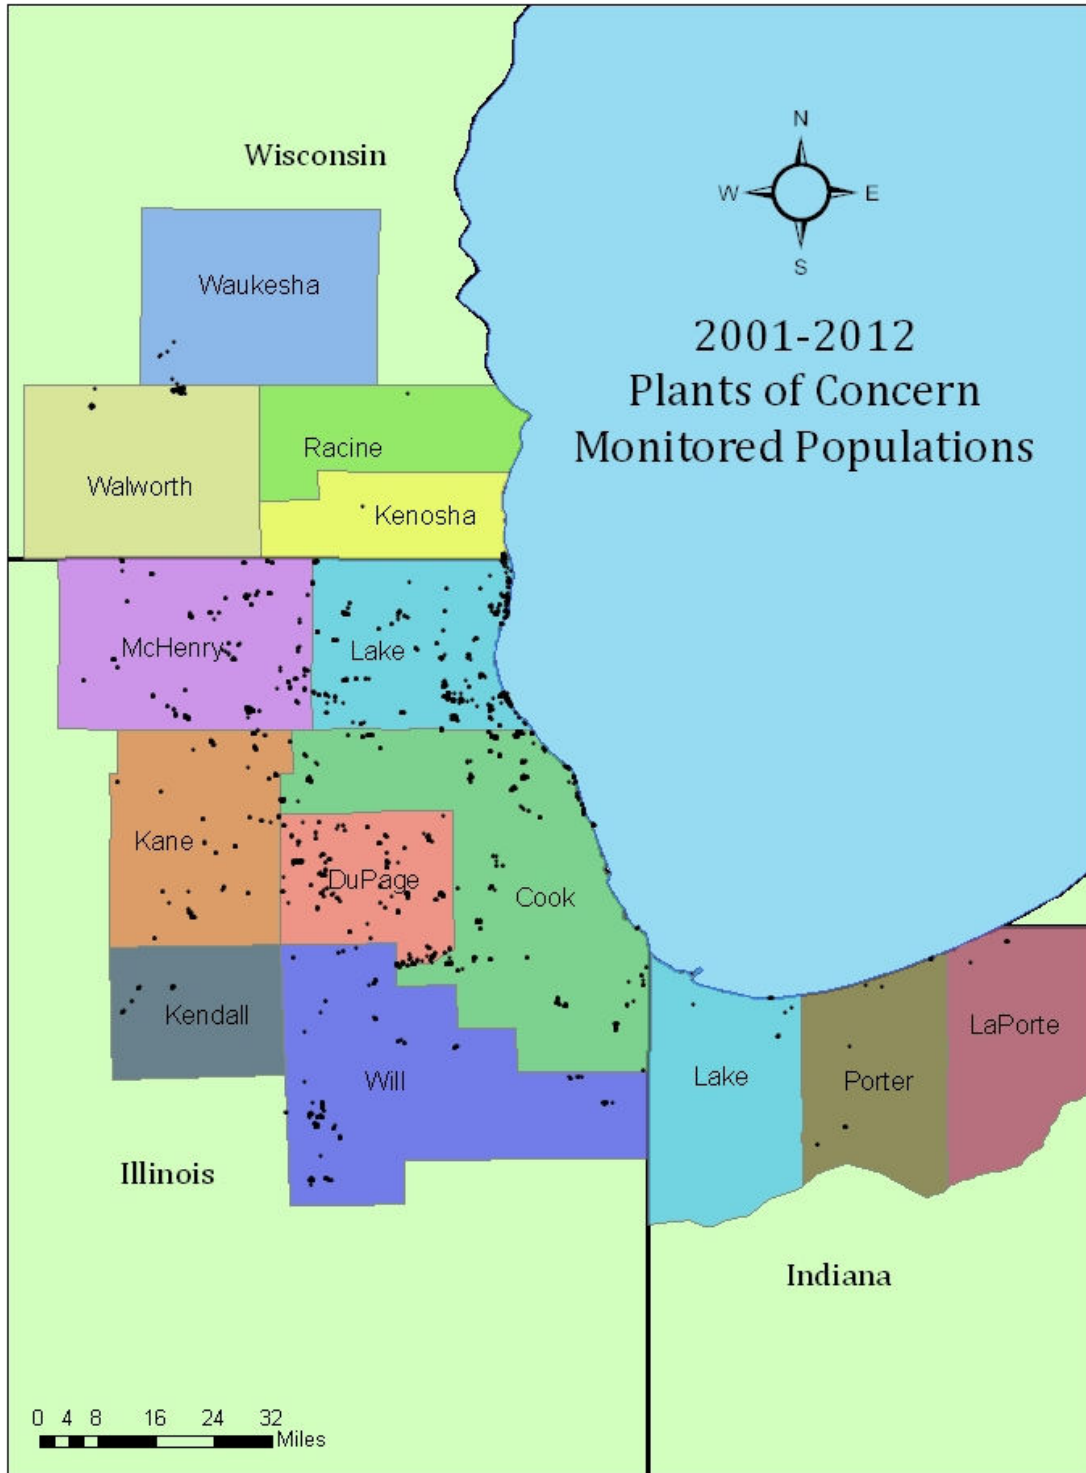 N
Wisconsin
W E
S
Waukesha
2001-2012
Plants of Concern
Monitored Populations
Racine
Walworth
Kenosha
McHenry
Lake
Kane
DuPage
Cook
Kendall
LaPorte
Will
Lake
Porter
Illinois
Indiana
0 4 8 16 24 32
Miles